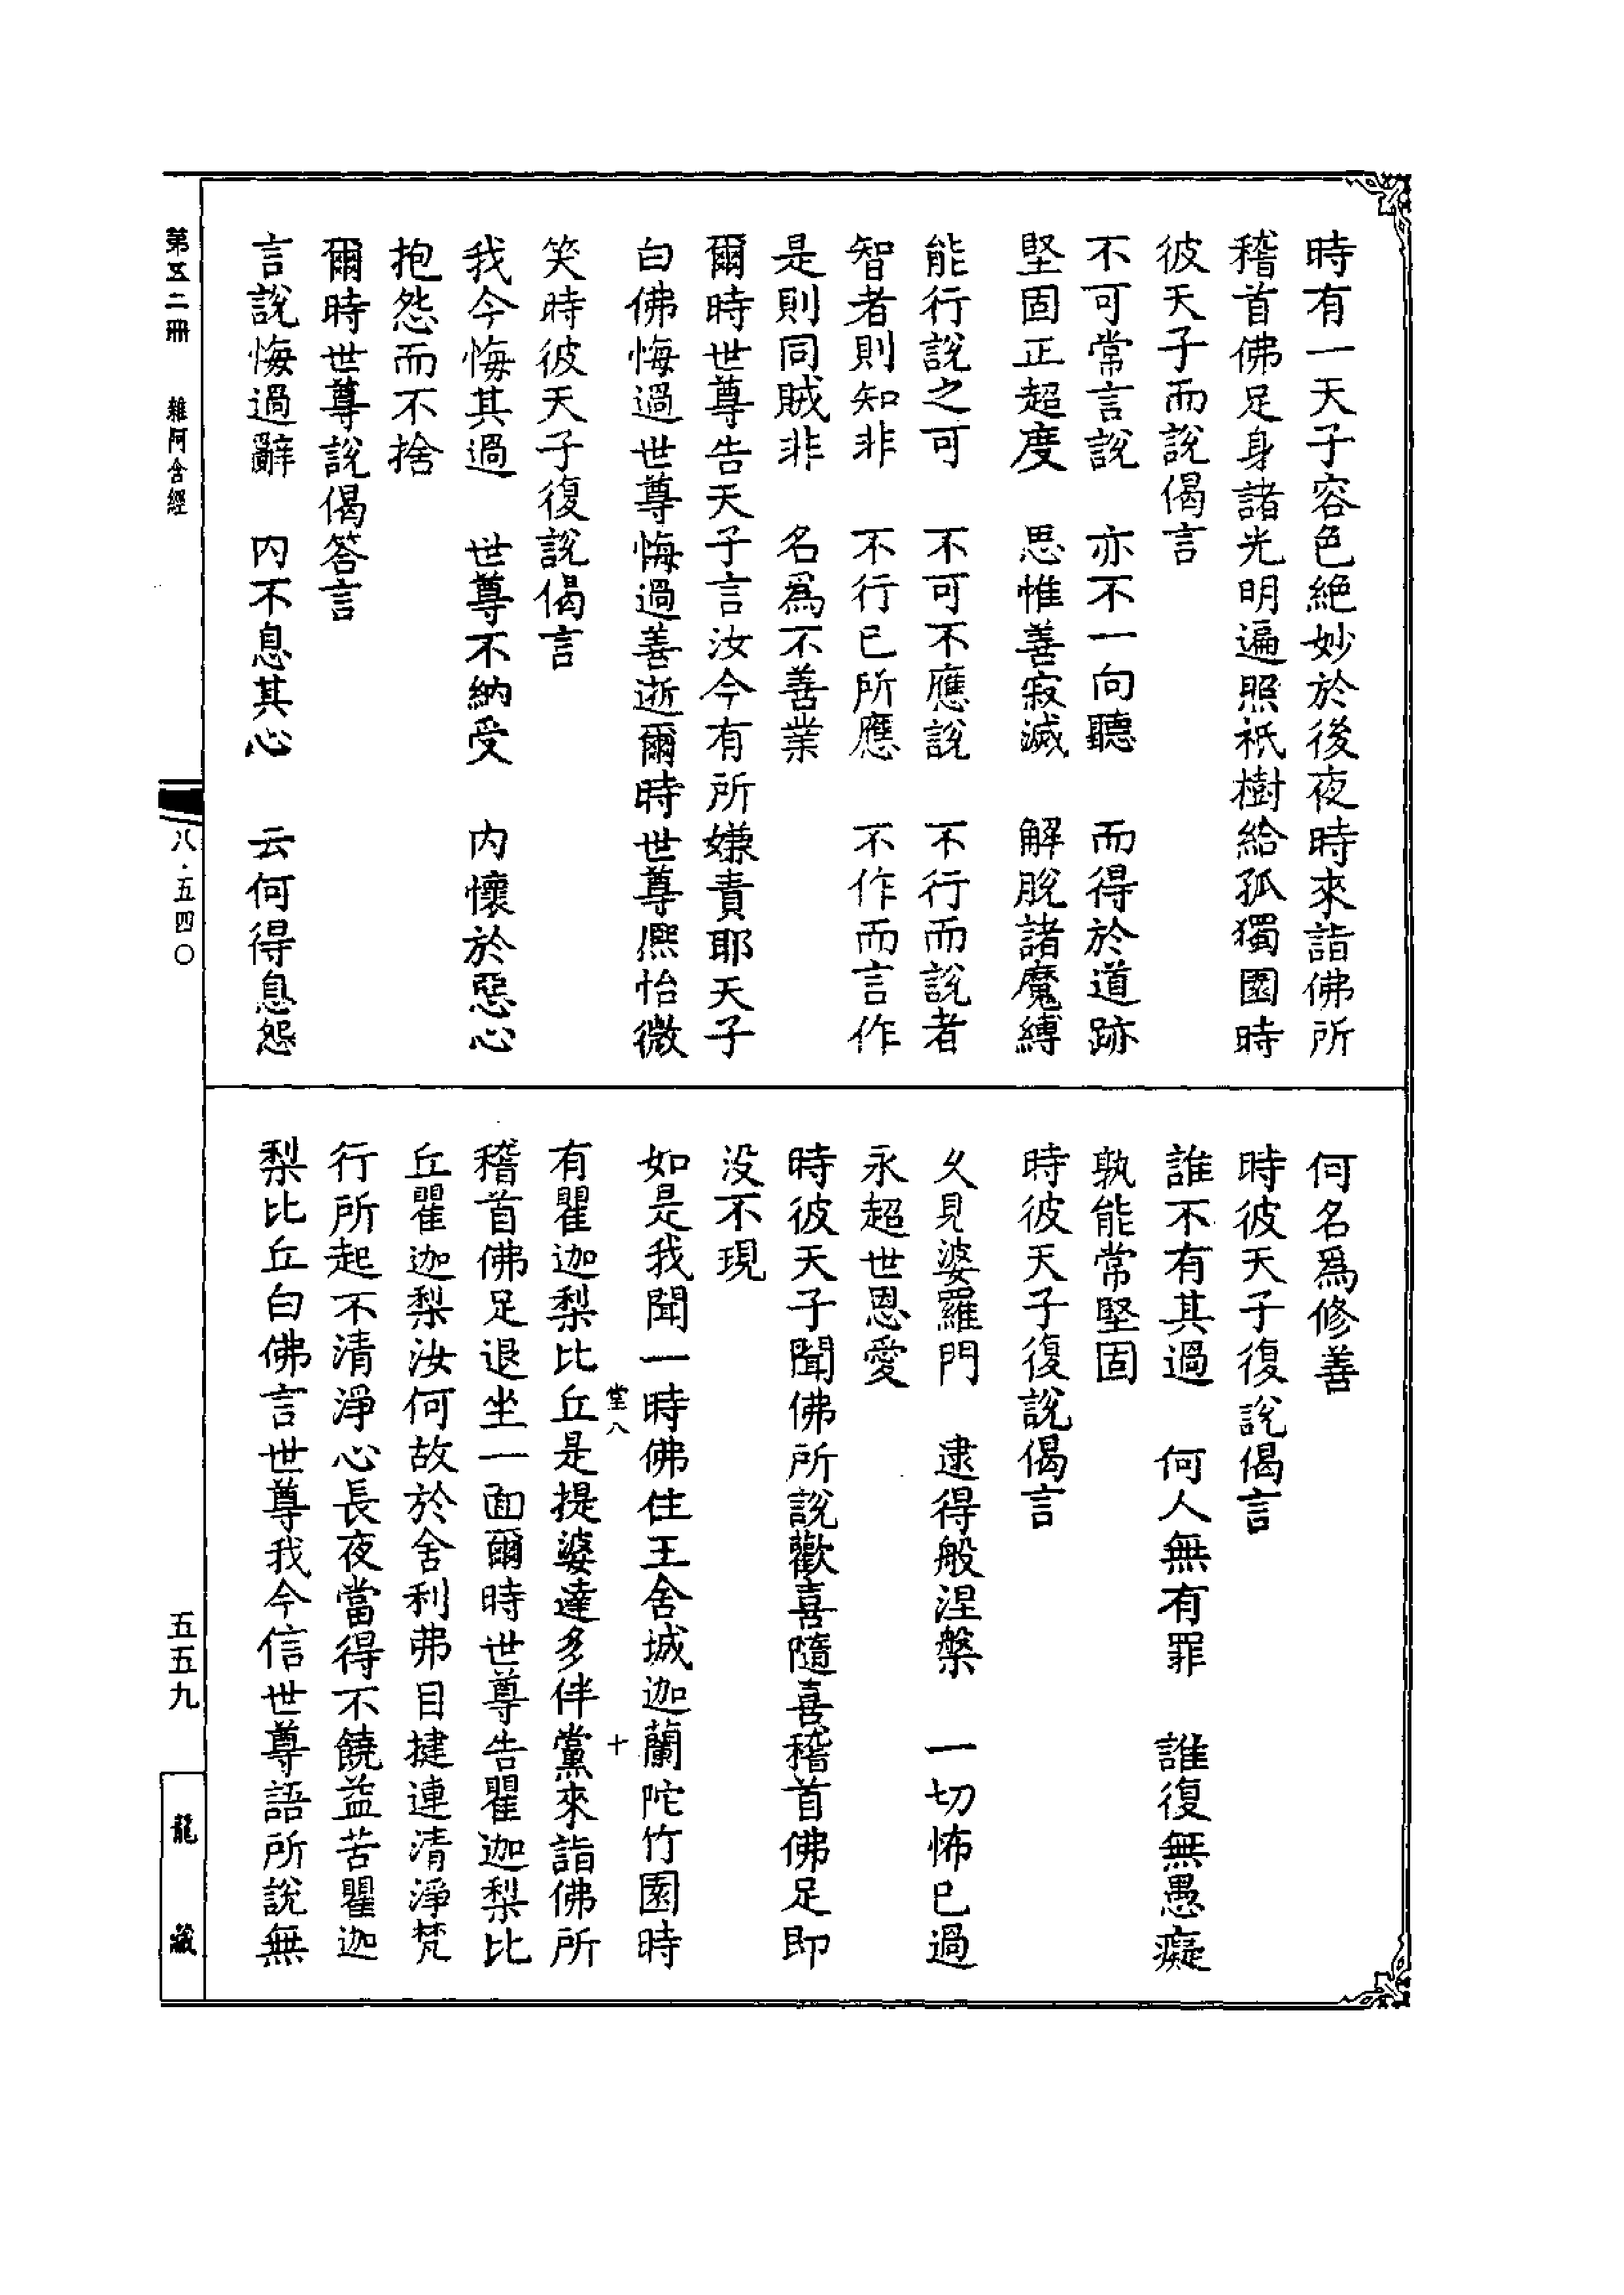 時有一天子容色絶妙於後夜時來詣佛所
稽首佛足身諸光明遍照祇樹給孤獨園時
彼天子而說偈言
不可常言說　亦不一向聽　而得於道跡
堅固正超度　思惟善寂滅　解脫諸魔縛
能行說之可　不可不應說　不行而說者
智者則知非　不行已所應　不作而言作
是則同賊非　名爲不善業
爾時世尊告天子言汝今有所嫌責耶天子
白佛悔過世尊悔過善逝爾時世尊熈怡微
笑時彼天子復說偈言
我今悔其過　世尊不納受　内懷於惡心
抱怨而不捨
爾時世尊說偈答言
言說悔過辭　内不息其心　云何得息怨
何名爲修善
時彼天子復說偈言
誰不有其過　何人無有罪　誰復無愚癡
孰能常堅固
時彼天子復說偈言
久見婆羅門　逮得般涅槃　一切怖已過
永超世恩愛
時彼天子聞佛所說歡喜隨喜稽首佛足即
没不現
如是我聞一時佛住王舍城迦蘭陀竹園時
堂八　十
有瞿迦梨比丘是提婆達多伴黨來詣佛所
稽首佛足退坐一面爾時世尊告瞿迦梨比
丘瞿迦梨汝何故於舍利弗目揵連清淨梵
行所起不清淨心長夜當得不饒益苦瞿迦
梨比丘白佛言世尊我今信世尊語所說無
第五二冊　雜阿含經
八·五四〇
五五九
龍藏